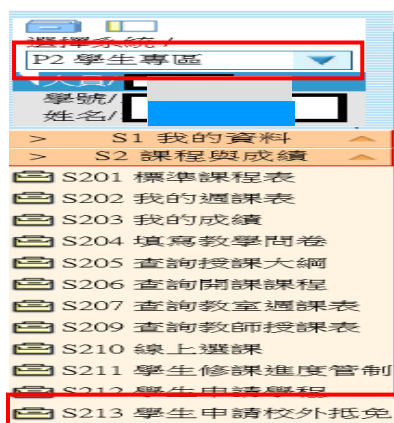 選擇系統/
P2 學生專區
人員/
學號/
姓名/
> S1 我的資料
> S2 課程與成績
S201 標準課程表
S202 我的週課表
S203 我的成績
S204 填寫教學問卷
S205 查詢授課大綱
S206 查詢開課課程
S207 查詢教室週課表
S209 查詢教師授課表
S210 線上選課
S211 學生修課進度管制
S212 學生申請學程
S213 學生申請校外抵免